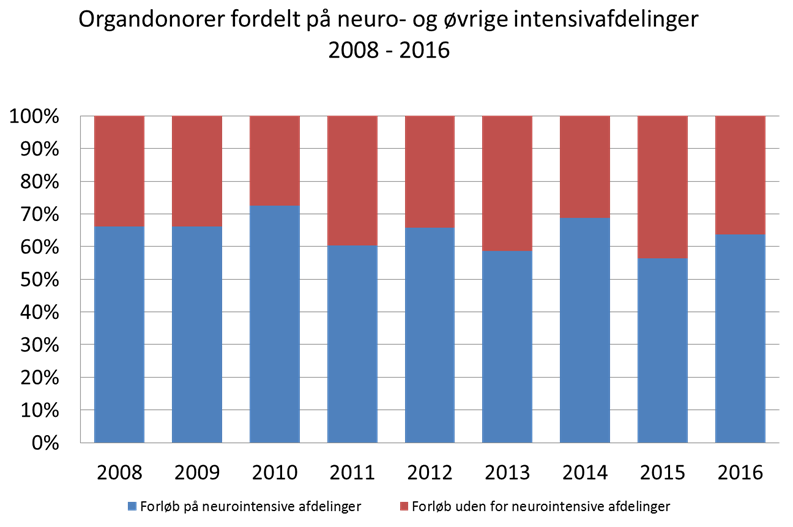 Organdonorer fordelt på neuro- og øvrige intensivafdelinger
2008 - 2016
100%
90%
80%
70%
60%
50%
40%
30%
20%
10%
0%
2008 2009 2010 2011 2012 2013 2014 2015 2016
Forløb på neurointensive afdelinger Forløb uden for neurointensive afdelinger